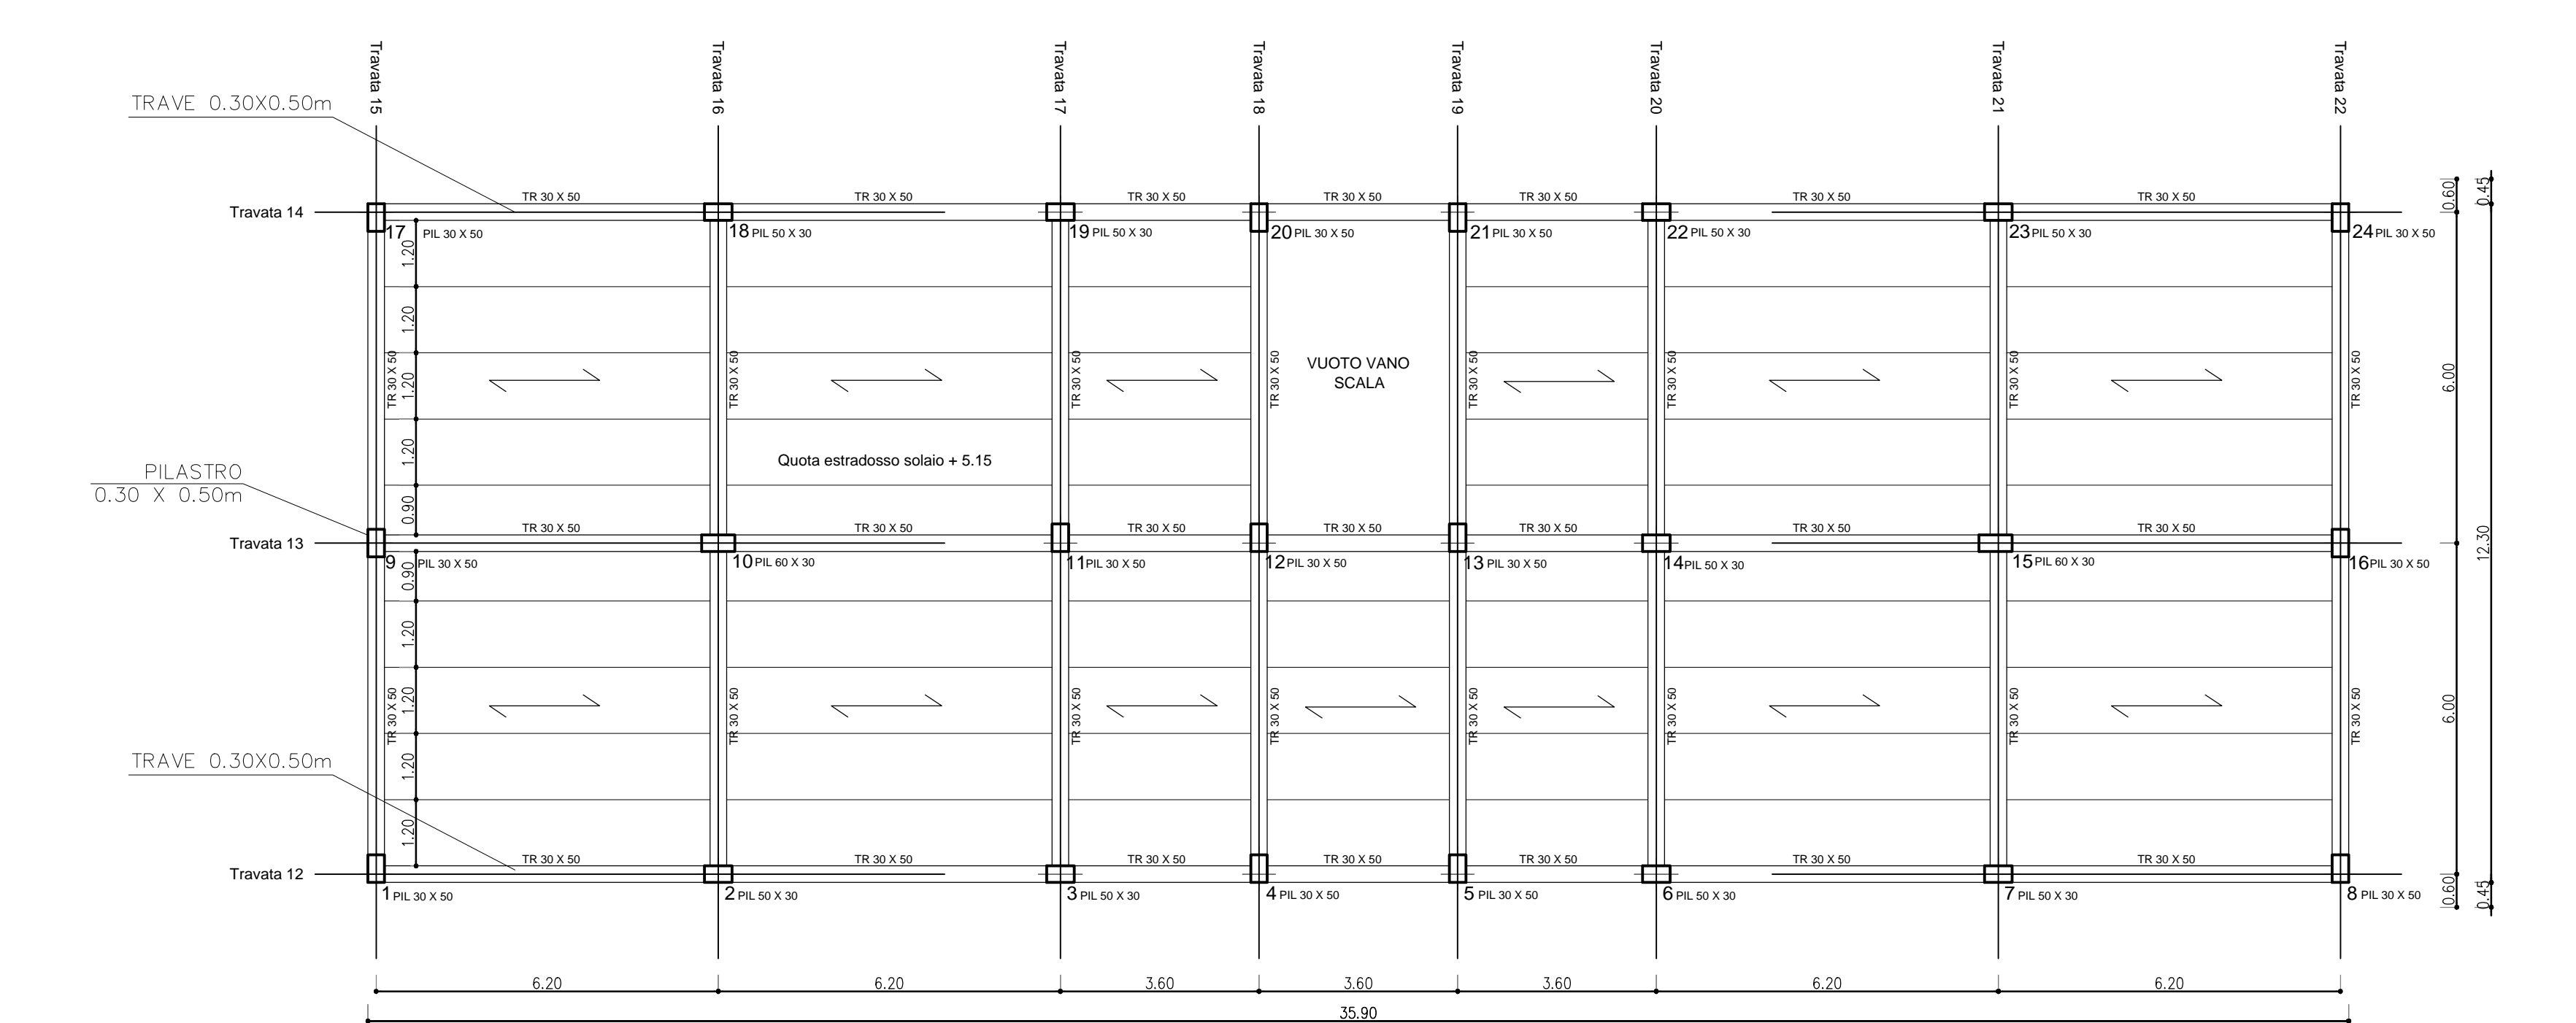 Travata 15
Travata 16
Travata 17
Travata 18
Travata 19
Travata 20
Travata 21
Travata 22
TRAVE 0.30X0.50m
TR 30 X 50
TR 30 X 50
TR 30 X 50
TR 30 X 50
TR 30 X 50
TR 30 X 50
TR 30 X 50
0.60
0.45
Travata 14
17 PIL 30 X 50
18 PIL 50 X 30
19 PIL 50 X 30
20 PIL 30 X 50
21 PIL 30 X 50
22 PIL 50 X 30
23 PIL 50 X 30
24 PIL 30 X 50
1.20
1.20
1.20
1.20
0.90
TR 30 X 50
TR 30 X 50
TR 30 X 50
TR 30 X 50
TR 30 X 50
TR 30 X 50
TR 30 X 50
TR 30 X 50
VUOTO VANO
SCALA
6.00
Quota estradosso solaio + 5.15
PILASTRO
0.30 X 0.50m
TR 30 X 50
TR 30 X 50
TR 30 X 50
TR 30 X 50
TR 30 X 50
TR 30 X 50
TR 30 X 50
12.30
Travata 13
9 PIL 30 X 50
10 PIL 60 X 30
11 PIL 30 X 50
12 PIL 30 X 50
13 PIL 30 X 50
14 PIL 50 X 30
15 PIL 60 X 30
16 PIL 30 X 50
0.90
1.20
1.20
1.20
1.20
TR 30 X 50
TR 30 X 50
TR 30 X 50
TR 30 X 50
TR 30 X 50
TR 30 X 50
TR 30 X 50
TR 30 X 50
6.00
TRAVE 0.30X0.50m
TR 30 X 50
TR 30 X 50
TR 30 X 50
TR 30 X 50
TR 30 X 50
TR 30 X 50
TR 30 X 50
Travata 12
1 PIL 30 X 50
2 PIL 50 X 30
3 PIL 50 X 30
4 PIL 30 X 50
5 PIL 30 X 50
6 PIL 50 X 30
7 PIL 50 X 30
8 PIL 30 X 50
0.60
0.45
6.20
6.20
3.60
3.60
3.60
6.20
6.20
35.90